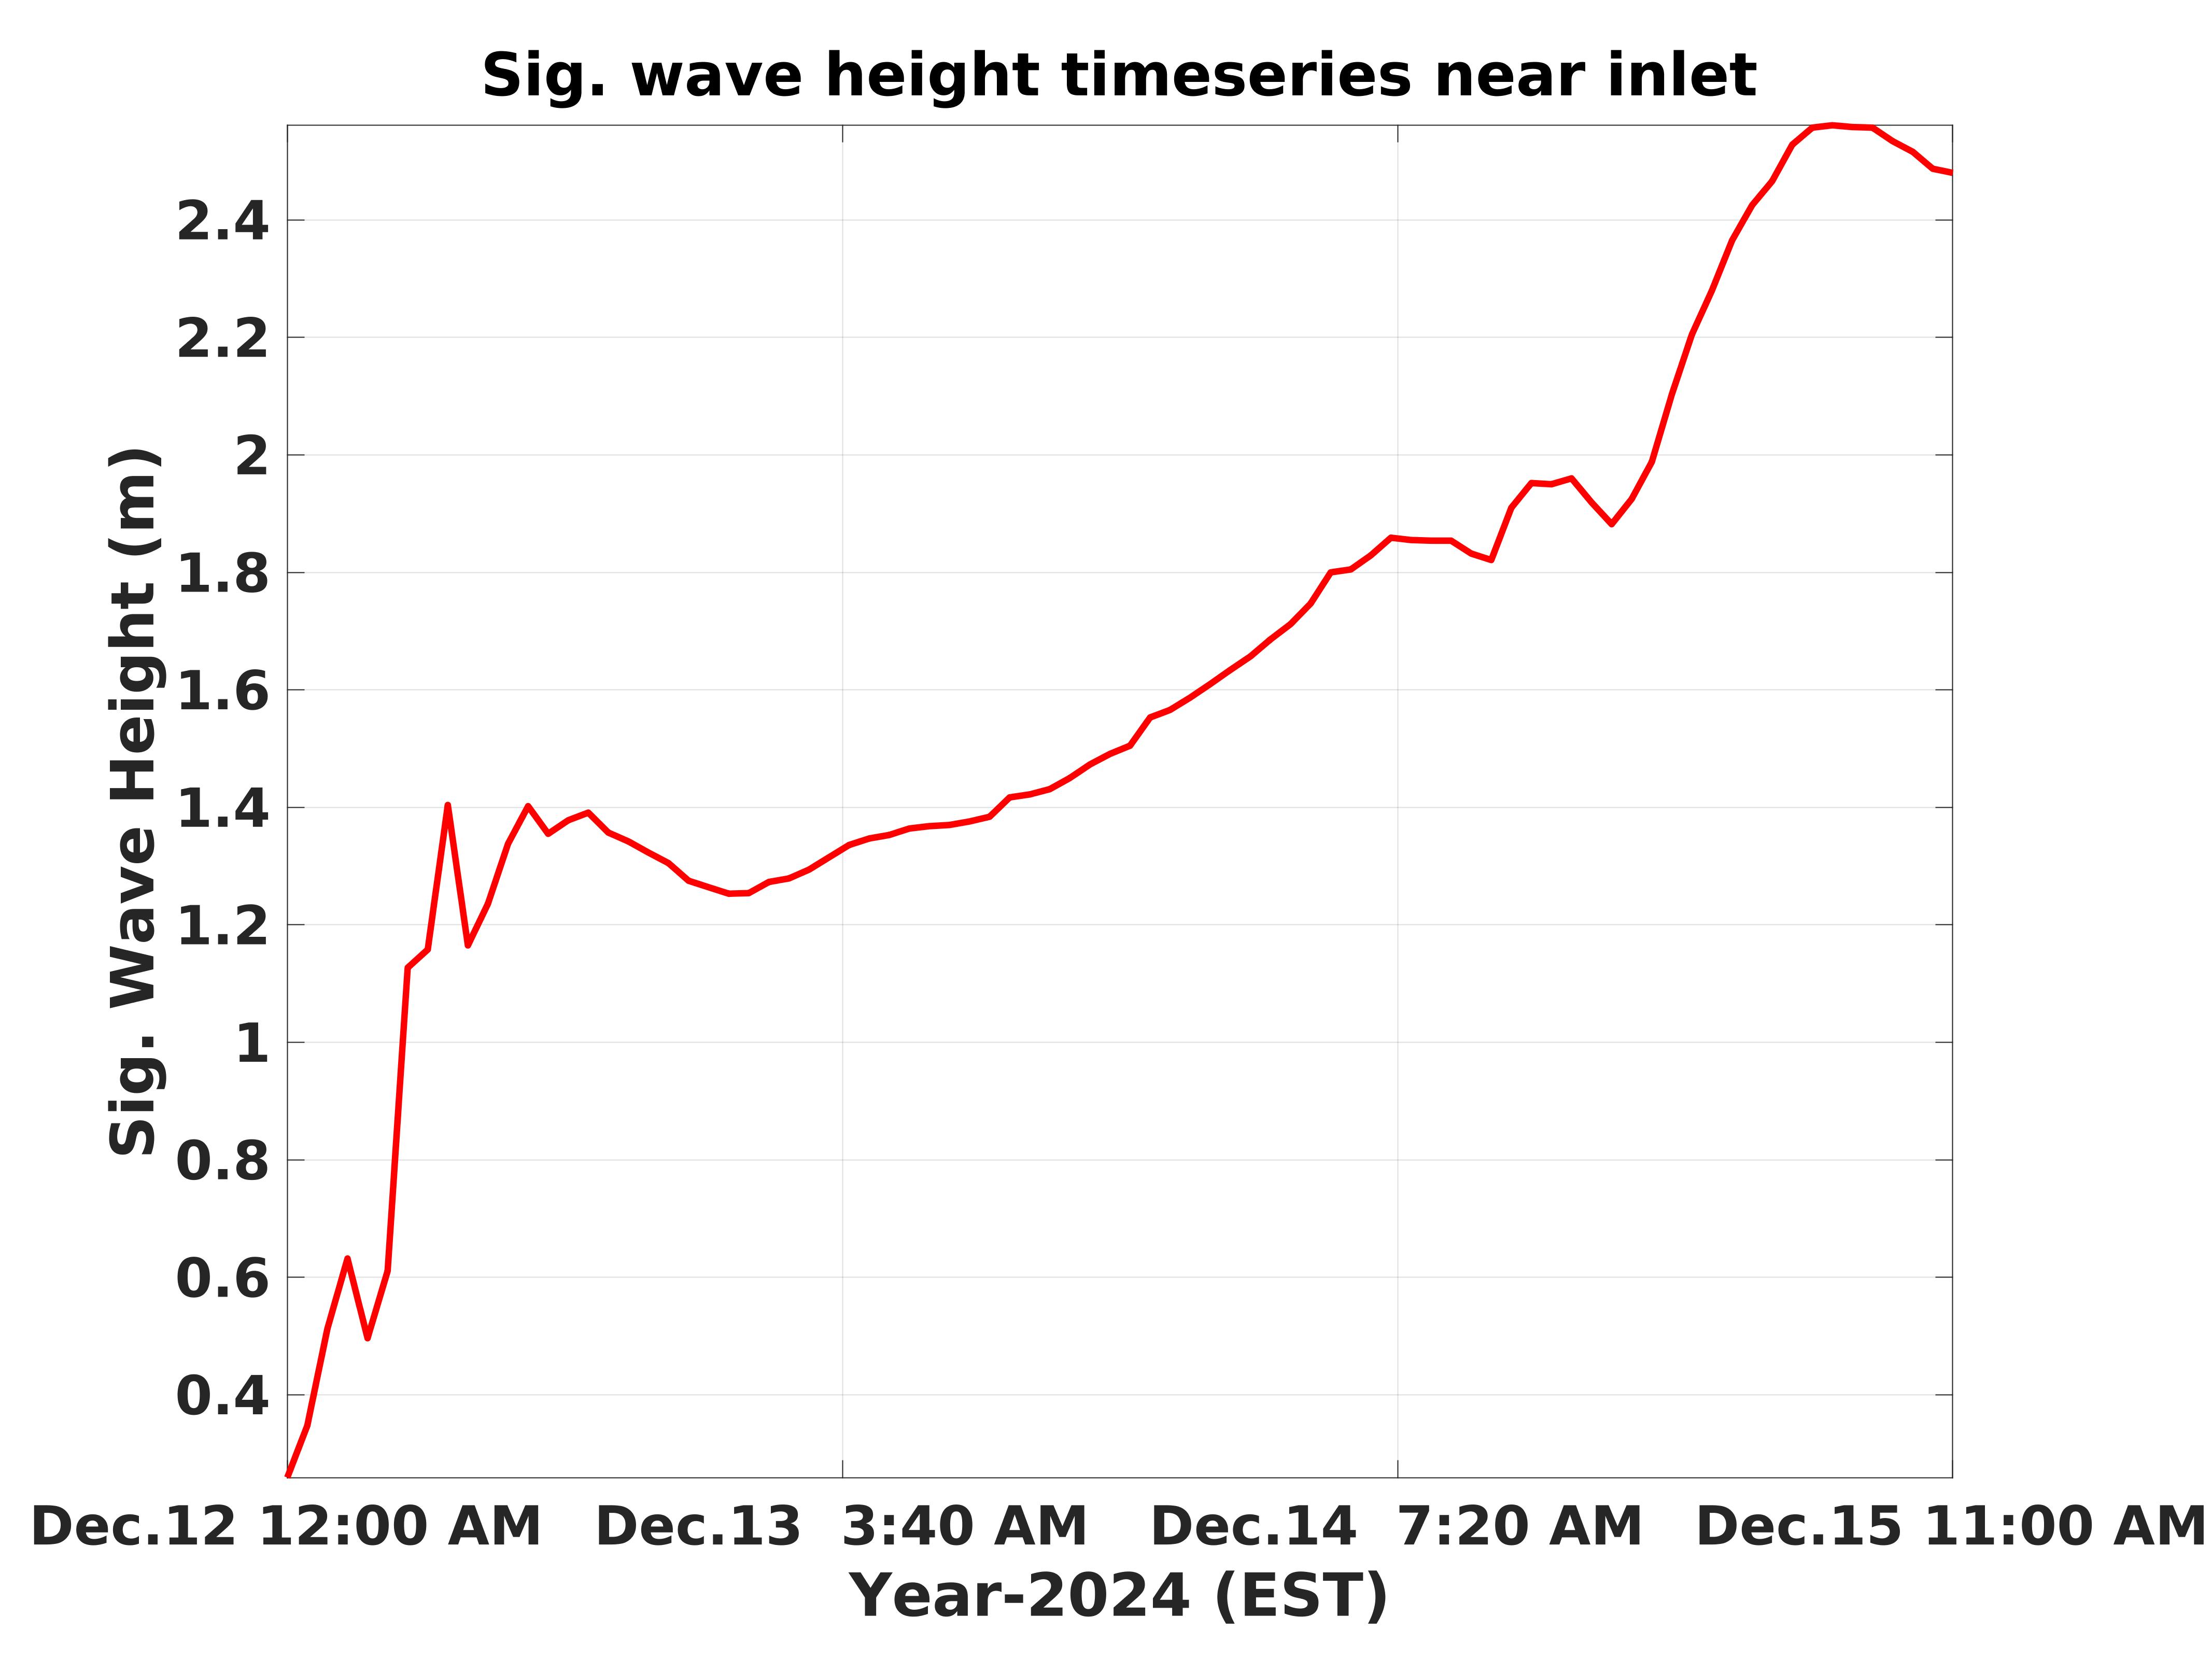 Sig. wave height timeseries near inlet
Sig. Wave Height (m)
2.4
2.2
2
1.8
1.6
1.4
1.2
1
0.8
0.6
0.4
Dec.12 12:00 AM Dec.13 3:40 AM Dec.14 7:20 AM Dec.15 11:00 AM
Year-2024 (EST)